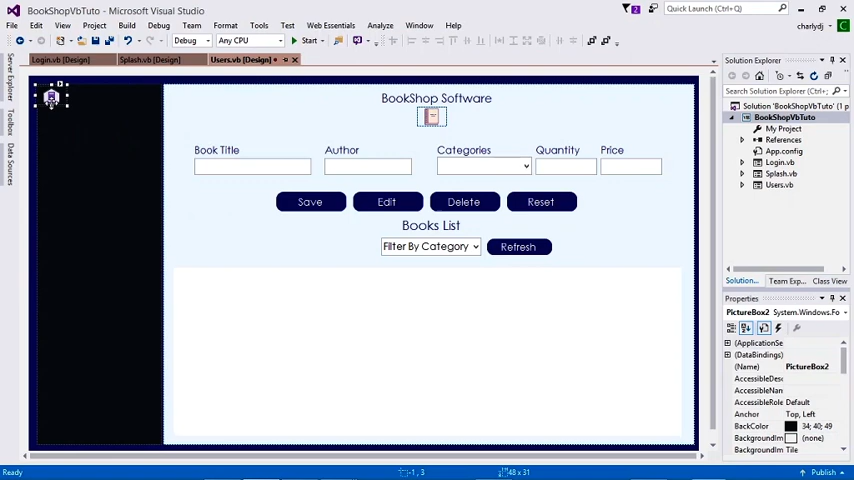 BookShopVbTuto - Microsoft Visual Studio
2
Quick Launch (Ctrl+Q)
File Edit View Project Build Debug Team Format Tools Test Web Essentials Analyze Window Help
charlydj C
Debug Any CPU Start
Login.vb [Design] Splash.vb [Design] Users.vb [Design]
Server Explorer
Toolbox
Data Sources
BookShop Software
Book Title Author Categories Quantity Price
Save Edit Delete Reset
Books List
Filter By Category Refresh
Solution Explorer
Search Solution Explorer (Ctrl+;)
Solution 'BookShopVbTuto'
BookShopVbTuto
My Project
References
App.config
Login.vb
Splash.vb
Users.vb
Solution... Team Exp... Class View
Properties
PictureBox2 System.Windows.Fo
(ApplicationSe
(DataBindings)
(Name) PictureBox2
AccessibleDesc
AccessibleNam
AccessibleRole Default
Anchor Top, Left
BackColor 34; 40; 49
BackgroundIm (none)
BackgroundIm Tile
Ready -1 , 3 48 x 31 Publish